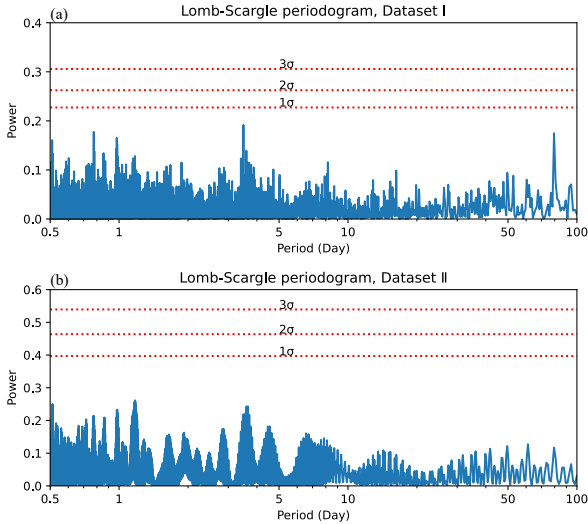 (a)
Lomb-Scargle periodogram, Dataset Ⅰ
0.4
0.3
0.2
0.1
0.0
Power
3σ
2σ
1σ
0.5 1 5 10 50 100
Period (Day)
(b)
Lomb-Scargle periodogram, Dataset Ⅱ
0.6
0.5
0.4
0.3
0.2
0.1
0.0
Power
3σ
2σ
1σ
0.5 1 5 10 50 100
Period (Day)